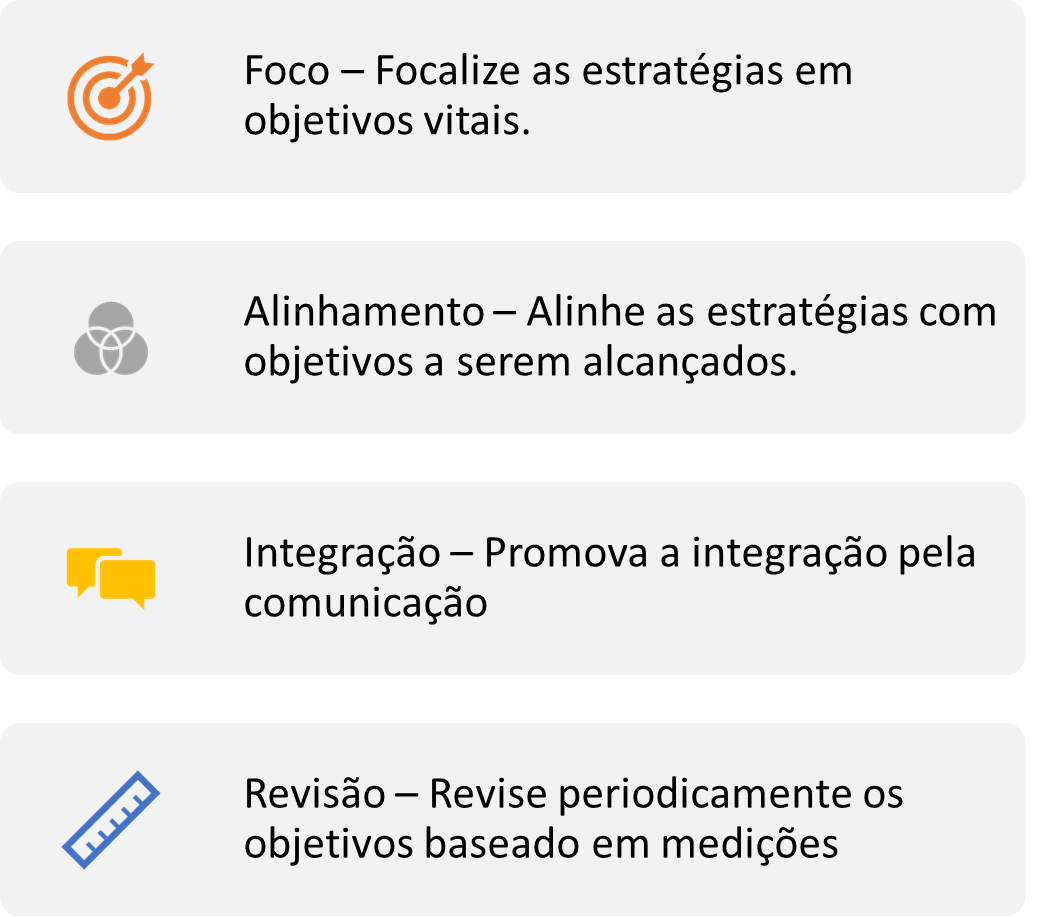 Foco – Focalize as estratégias em
objetivos vitais.
Alinhamento – Alinhe as estratégias com
objetivos a serem alcançados.
Integração – Promova a integração pela
comunicação
Revisão – Revise periodicamente os
objetivos baseado em medições